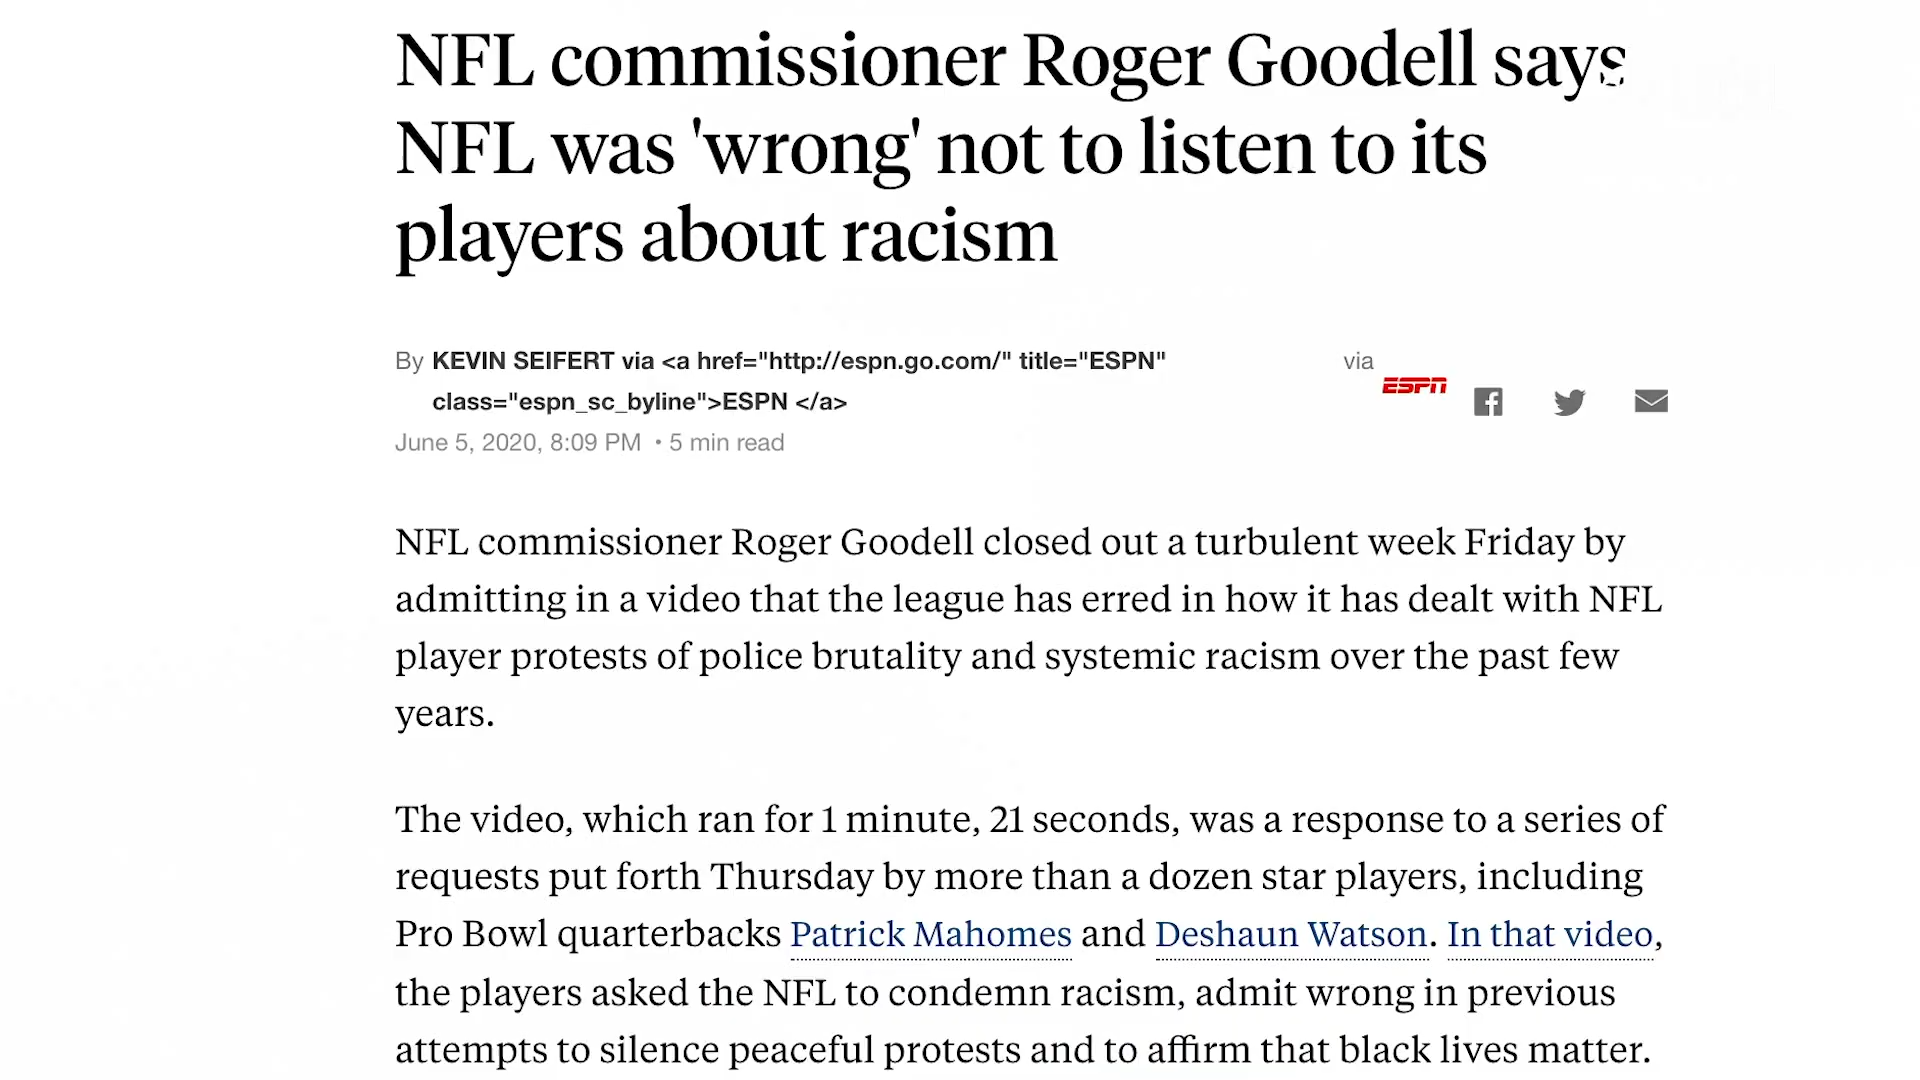 NFL commissioner Roger Goodell says
NFL was 'wrong' not to listen to its
players about racism
By KEVIN SEIFERT via <a href="http://espn.go.com/" title="ESPN"
class="espn_sc_byline">ESPN </a>
via
ESPN
June 5, 2020, 8:09 PM • 5 min read
NFL commissioner Roger Goodell closed out a turbulent week Friday by
admitting in a video that the league has erred in how it has dealt with NFL
player protests of police brutality and systemic racism over the past few
years.
The video, which ran for 1 minute, 21 seconds, was a response to a series of
requests put forth Thursday by more than a dozen star players, including
Pro Bowl quarterbacks Patrick Mahomes and Deshaun Watson. In that video,
the players asked the NFL to condemn racism, admit wrong in previous
attempts to silence peaceful protests and to affirm that black lives matter.